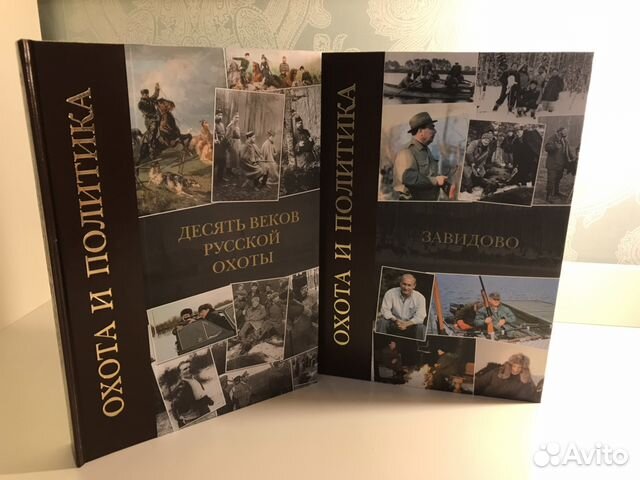 ОХОТА И ПОЛИТИКА
ДЕСЯТЬ ВЕКОВ
РУССКОЙ
ОХОТЫ
ОХОТА И ПОЛИТИКА
ЗАВИДОВО
Avito